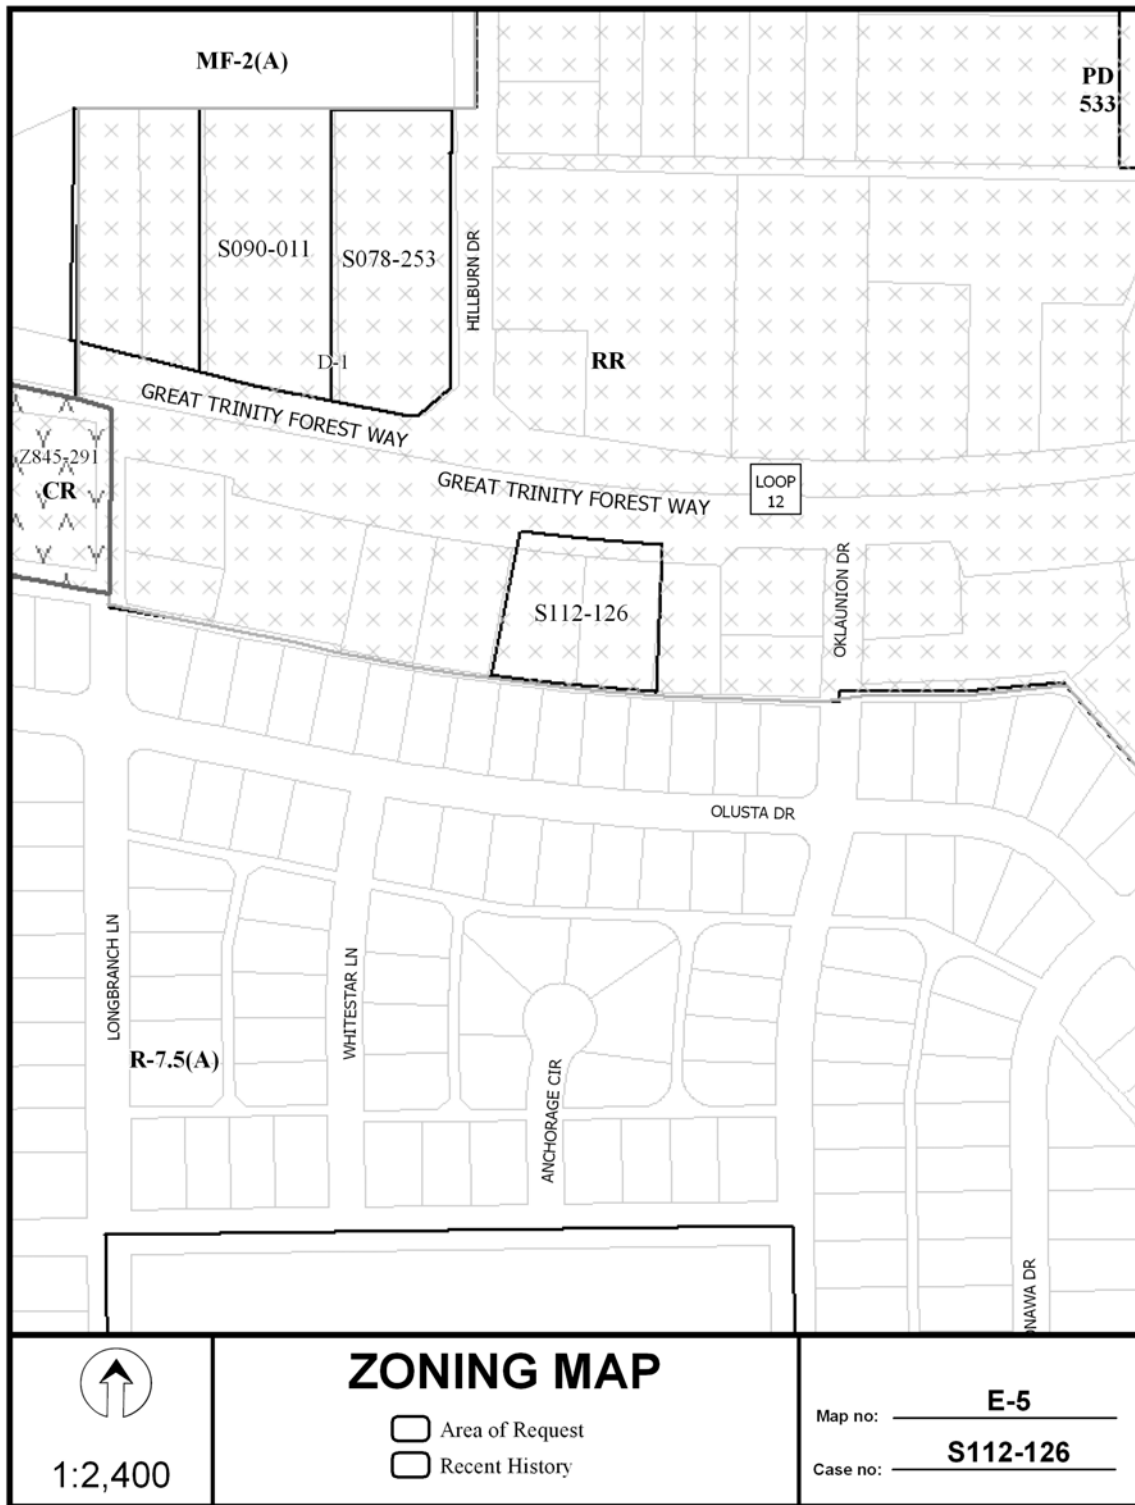 MF-2(A)
PD
533
S090-011
S078-253
HILLBURN DR
D-1
RR
GREAT TRINITY FOREST WAY
Z845-291
CR
GREAT TRINITY FOREST WAY
LOOP
12
S112-126
OKLAUNION DR
OLUSTA DR
LONGBRANCH LN
WHITESTAR LN
R-7.5(A)
ANCHORAGE CIR
NAWA DR
1:2,400
ZONING MAP
Area of Request
Recent History
Map no: E-5
Case no: S112-126